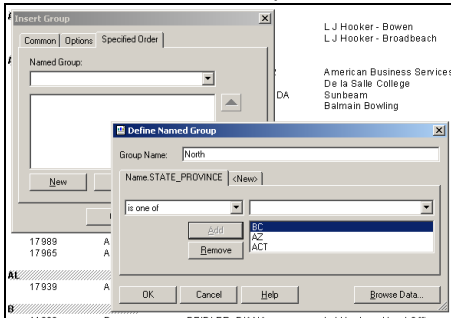 Insert Group
Common Options Specified Order
Named Group:
New
L J Hooker - Bowen
L J Hooker - Broadbeach
American Business Services
De la Salle College
DA Sunbeam
Balmain Bowling
Define Named Group
Group Name: North
Name.STATE_PROVINCE <New>
is one of
Add
Remove
BC
AZ
ACT
OK Cancel Help Browse Data...
17989 A
17965 A
AL
17939 A
B